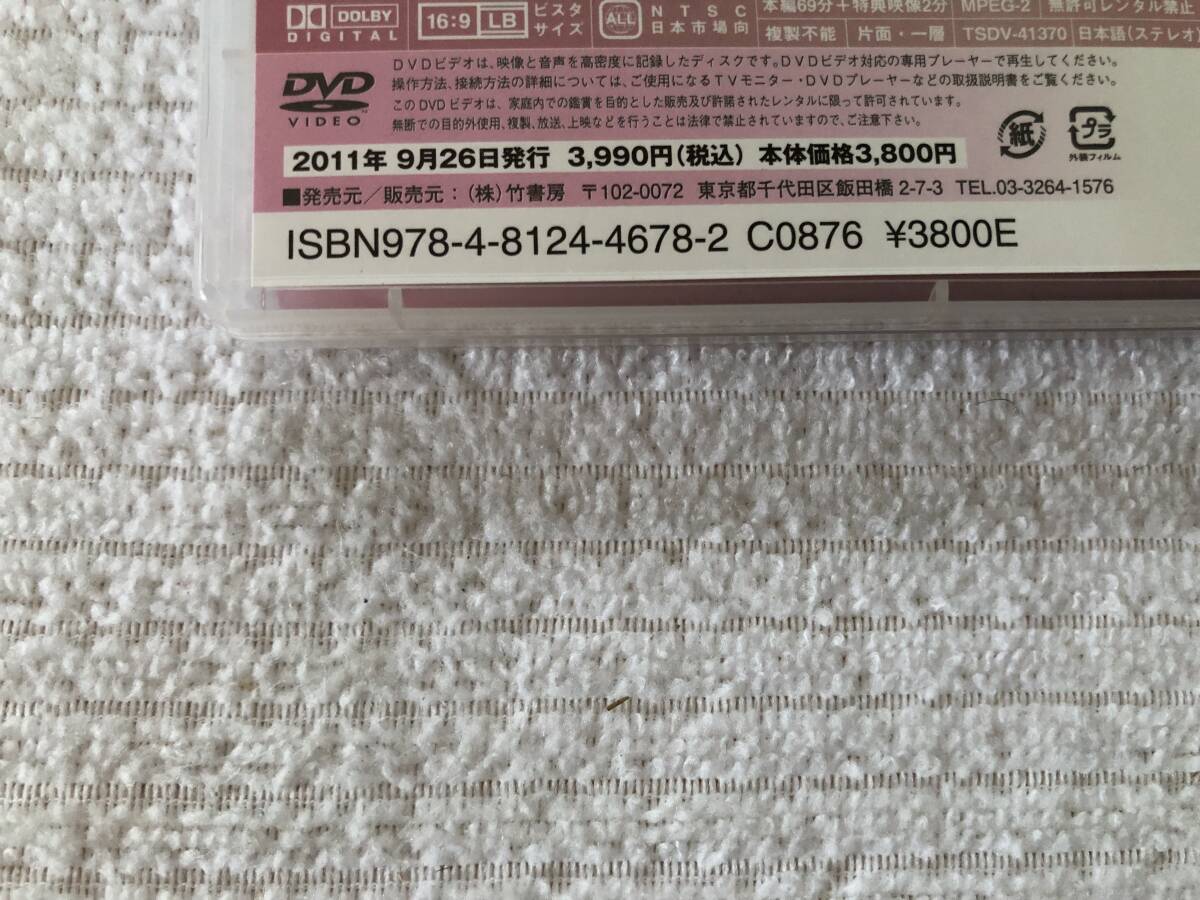 DOLBY
DIGITAL
16:9 LB
ビスタ
サイズ
ALL
NTSC
日本市場向
本編69分+特典映像2分
MPEG-2
無許可レンタル禁止
複製不能
片面・一層
TSDV-41370
日本語(ステレオ)
DVD
VIDEO
DVDビデオは、映像と音声を高密度に記録したディスクです。DVDビデオ対応の専用プレーヤーで再生してください。
操作方法、接続方法の詳細については、ご使用になるTVモニター・DVDプレーヤーなどの取扱説明書をご覧ください。
このDVDビデオは、家庭内での鑑賞を目的とした販売及び許諾されたレンタルに限って許可されています。
無断での目的外使用、複製、放送、上映などを行うことは法律で禁止されていますので、ご注意下さい。
紙
プラ
外装フィルム
2011年 9月26日発行 3,990円(税込) 本体価格3,800円
■発売元/販売元:(株)竹書房 〒102-0072 東京都千代田区飯田橋2-7-3 TEL.03-3264-1576
ISBN978-4-8124-4678-2 C0876 ¥3800E